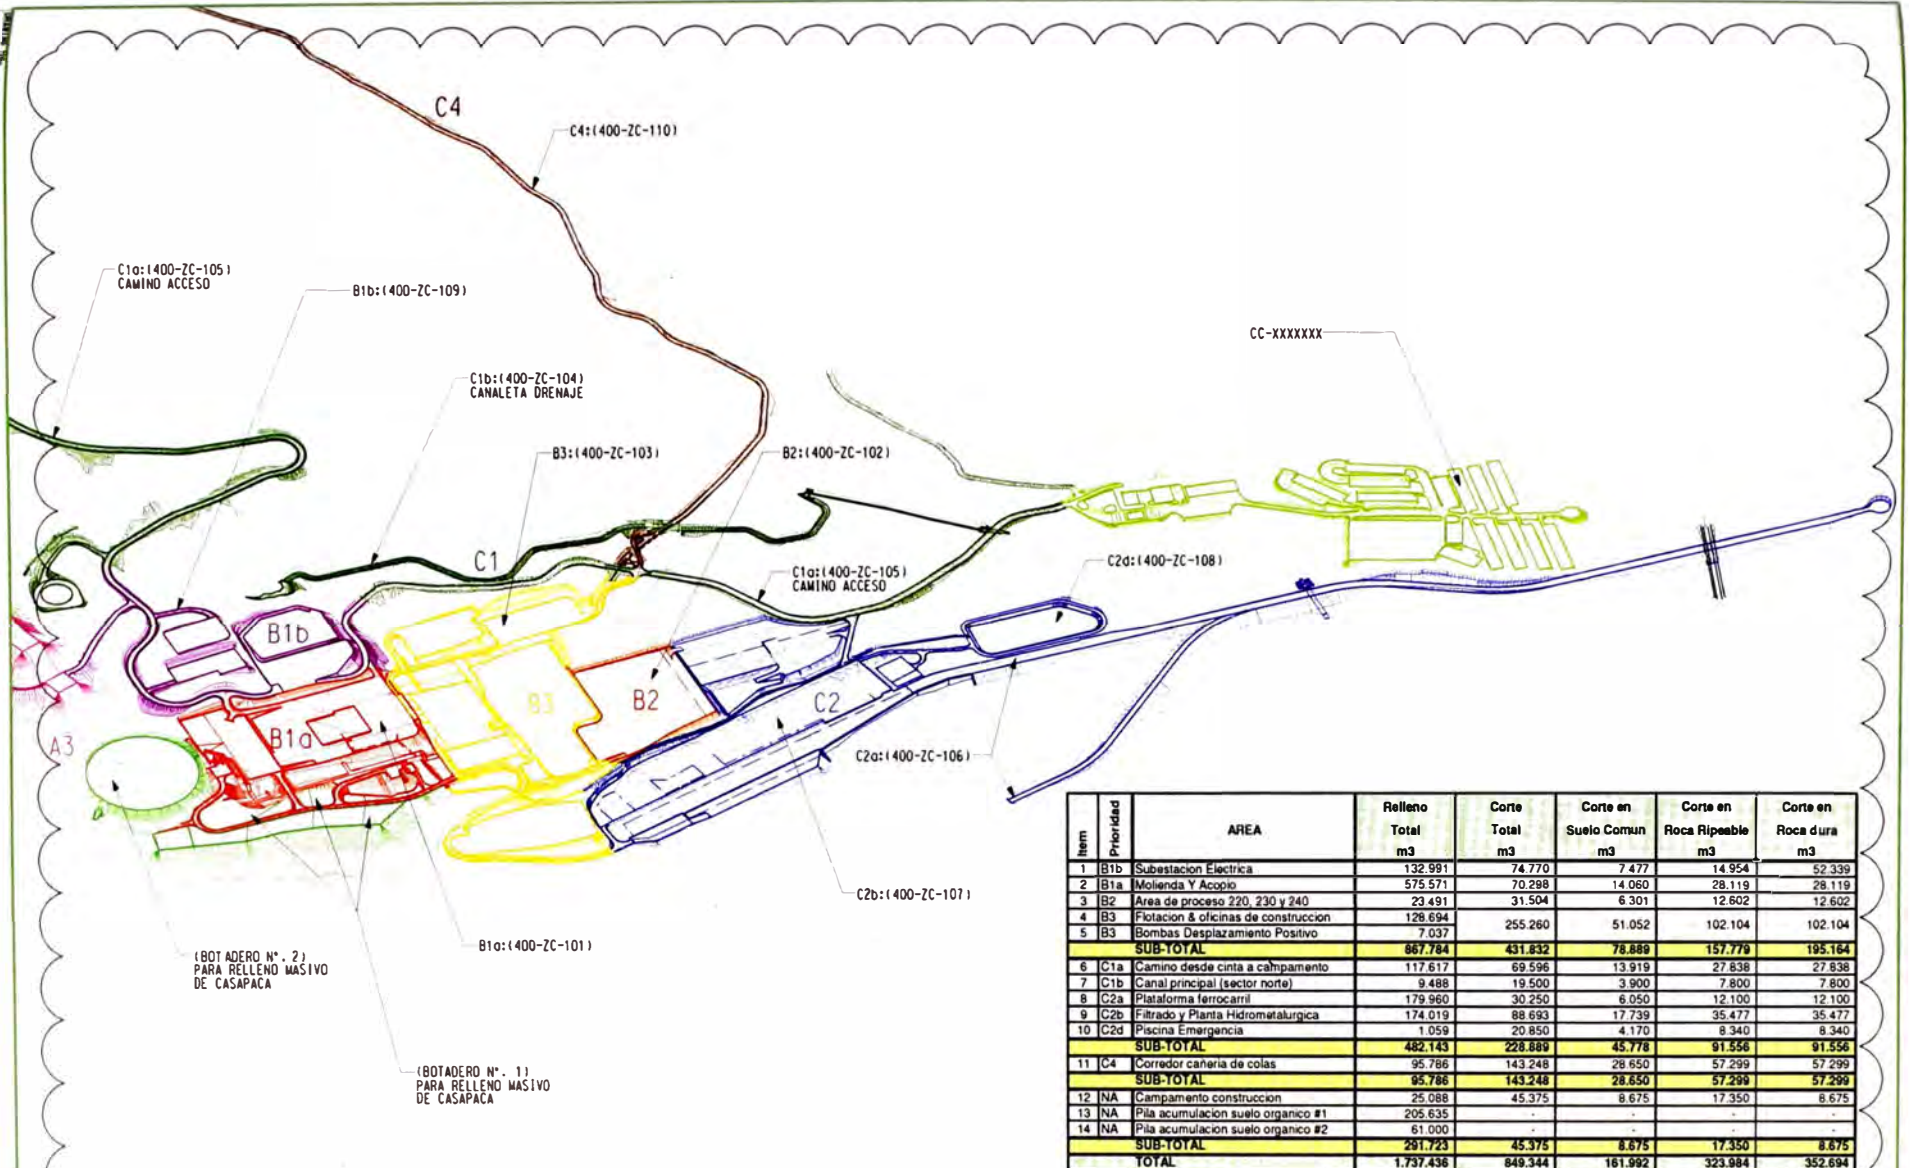 C4
C4:(400-ZC-110)
C1a:(400-ZC-105)
CAMINO ACCESO
B1b:(400-ZC-109)
CC-XXXXXXX
C1b:(400-ZC-104)
CANALETA DRENAJE
B3:(400-ZC-103)
B2:(400-ZC-102)
C1
C1a:(400-ZC-105)
CAMINO ACCESO
C2d:(400-ZC-108)
B1b
B3
B2
C2
A3
B1a
C2a:(400-ZC-106)
C2b:(400-ZC-107)
B1a:(400-ZC-101)
(BOTADERO N°. 2)
PARA RELLENO MASIVO
DE CASAPACA
(BOTADERO N°. 1)
PARA RELLENO MASIVO
DE CASAPACA
Item Prioridad AREA Relleno Total m3 Corte Total m3 Corte en Suelo Comun m3 Corte en Roca Ripeable m3 Corte en Roca dura m3
1 B1b Subestacion Electrica 132.991 74.770 7 477 14.954 52.339
2 B1a Molienda Y Acopio 575.571 70.298 14.060 28.119 28.119
3 B2 Area de proceso 220, 230 y 240 23.491 31.504 6.301 12.602 12.602
4 B3 Flotacion & oficinas de construccion 128.694 255.260 51.052 102.104 102.104
5 B3 Bombas Desplazamiento Positivo 7.037
SUB-TOTAL 867.784 431.832 78.889 157.779 195.164
6 C1a Camino desde cinta a campamento 117.617 69.596 13.919 27.838 27.838
7 C1b Canal principal (sector norte) 9.488 19.500 3.900 7.800 7.800
8 C2a Plataforma ferrocarril 179.960 30.250 6.050 12.100 12.100
9 C2b Filtrado y Planta Hidrometalurgica 174.019 88.693 17.739 35.477 35.477
10 C2d Piscina Emergencia 1.059 20.850 4.170 8.340 8.340
SUB-TOTAL 482.143 228.889 45.778 91.556 91.556
11 C4 Corredor cañeria de colas 95.786 143.248 28.650 57.299 57.299
SUB-TOTAL 95.786 143.248 28.650 57.299 57.299
12 NA Campamento construccion 25.088 45.375 8.675 17.350 8.675
13 NA Pila acumulacion suelo organico #1 205.635 - - - -
14 NA Pila acumulacion suelo organico #2 61.000 - - - -
SUB-TOTAL 291.723 45.375 8.675 17.350 8.675
TOTAL 1.737.436 849.344 161.992 323.984 352.694